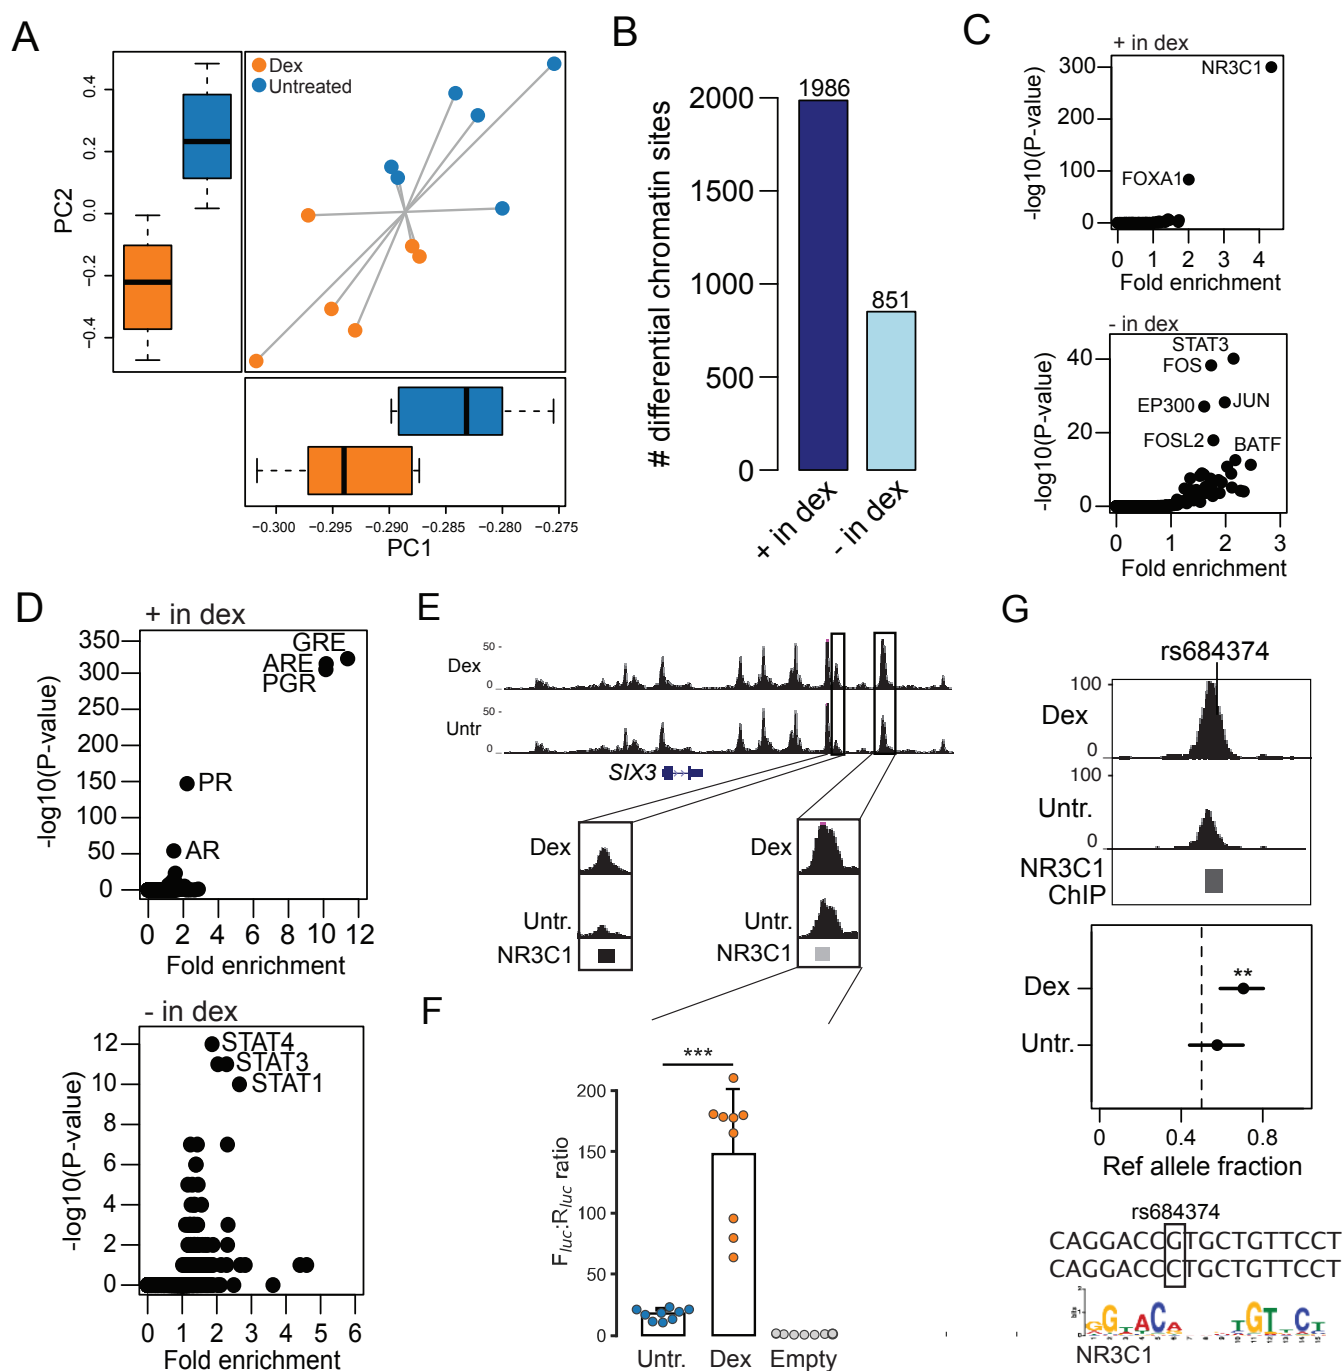 A
Dex
Untreated
PC2
0.4
0.2
0.0
−0.2
−0.4
−0.300
−0.295
−0.290
−0.285
−0.280
−0.275
PC1
B
# differential chromatin sites
2000
1500
1000
500
0
1986
851
+ in dex
- in dex
C
+ in dex
-log10(P-value)
300
200
100
0
NR3C1
FOXA1
0 1 2 3 4
Fold enrichment
- in dex
-log10(P-value)
40
20
0
STAT3
FOS
EP300
JUN
FOSL2
BATF
0 1 2 3
Fold enrichment
D
+ in dex
-log10(P-value)
350
300
250
200
150
100
50
0
GRE
ARE
PGR
PR
AR
0 2 4 6 8 10 12
Fold enrichment
- in dex
-log10(P-value)
12
10
8
6
4
2
0
STAT4
STAT3
STAT1
0 1 2 3 4 5 6
Fold enrichment
E
50 -
Dex
0
50 -
Untr
0
SIX3
Dex
Untr.
NR3C1
Dex
Untr.
NR3C1
F
***
Fluc:Rluc ratio
200
150
100
50
0
Untr. Dex Empty
G
rs684374
100
Dex
0
100
Untr.
0
NR3C1
ChIP
**
Dex
Untr.
0 0.4 0.8
Ref allele fraction
rs684374
CAGGACCGTGCTGTTCCT
CAGGACCCTGCTGTTCCT
bits
NR3C1